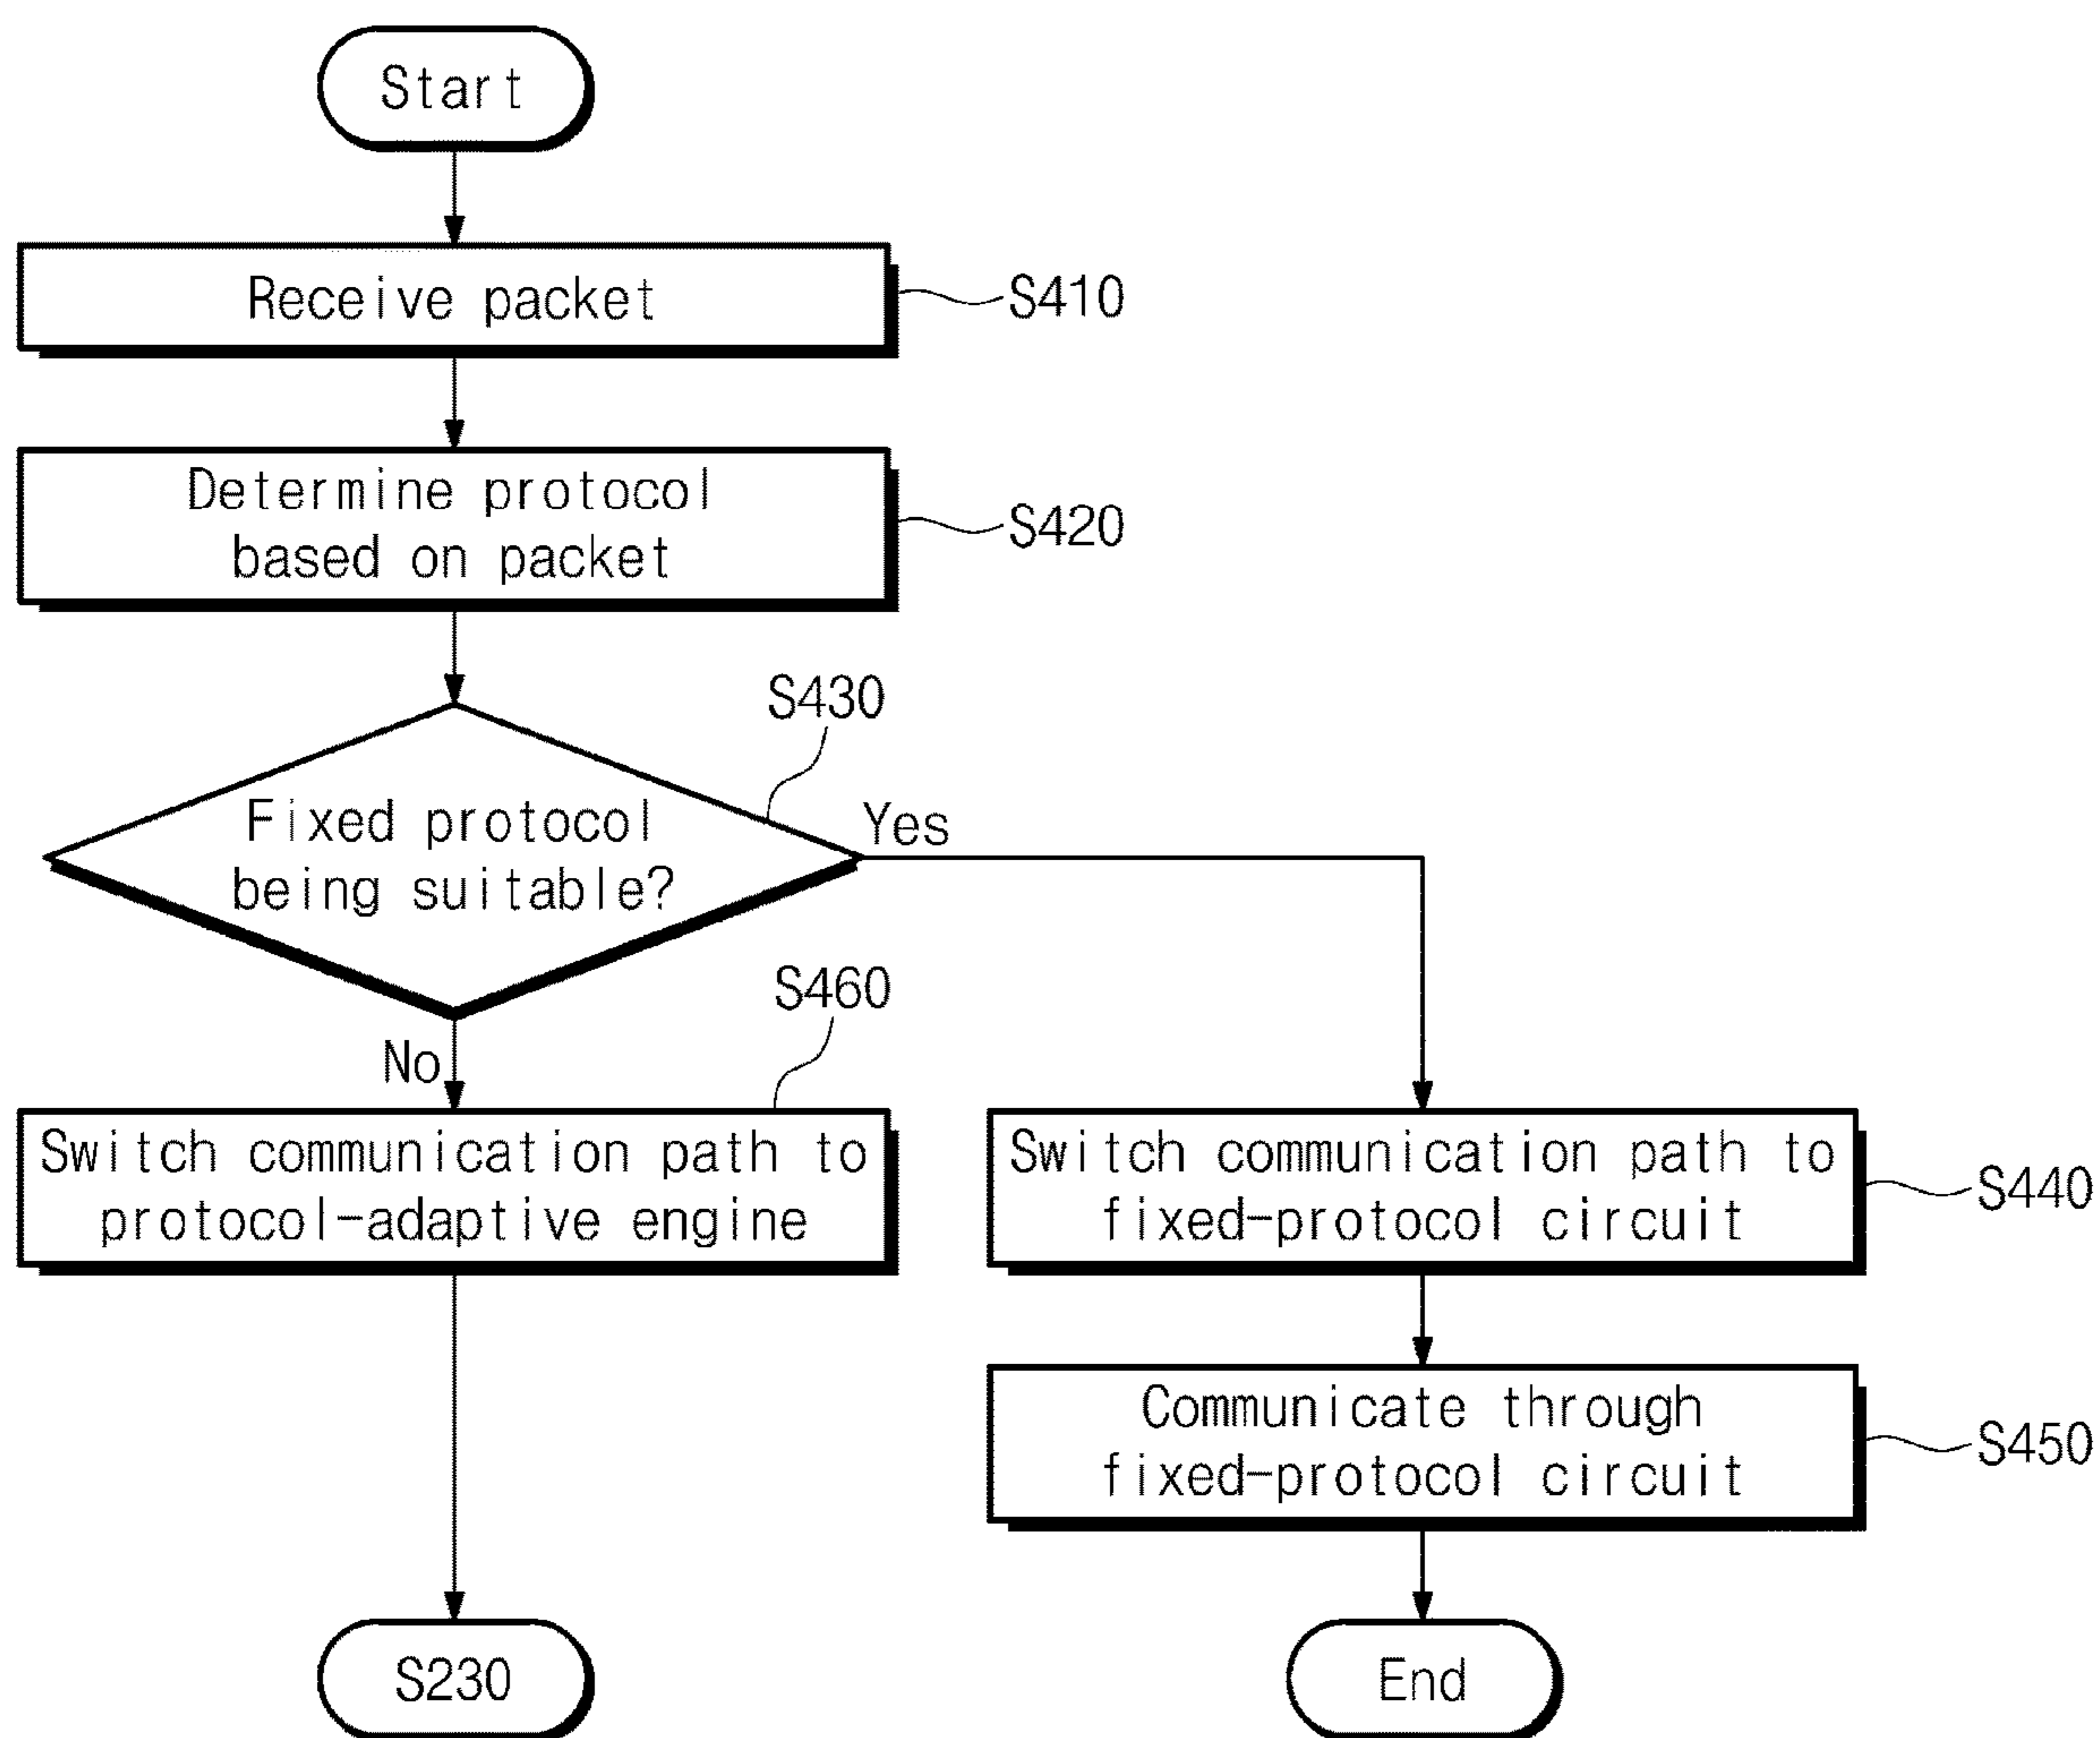 Start
Receive packet
S410
Determine protocol
based on packet
S420
S430
Fixed protocol
being suitable?
Yes
No
S460
Switch communication path to
protocol-adaptive engine
Switch communication path to
fixed-protocol circuit
S440
Communicate through
fixed-protocol circuit
S450
S230
End